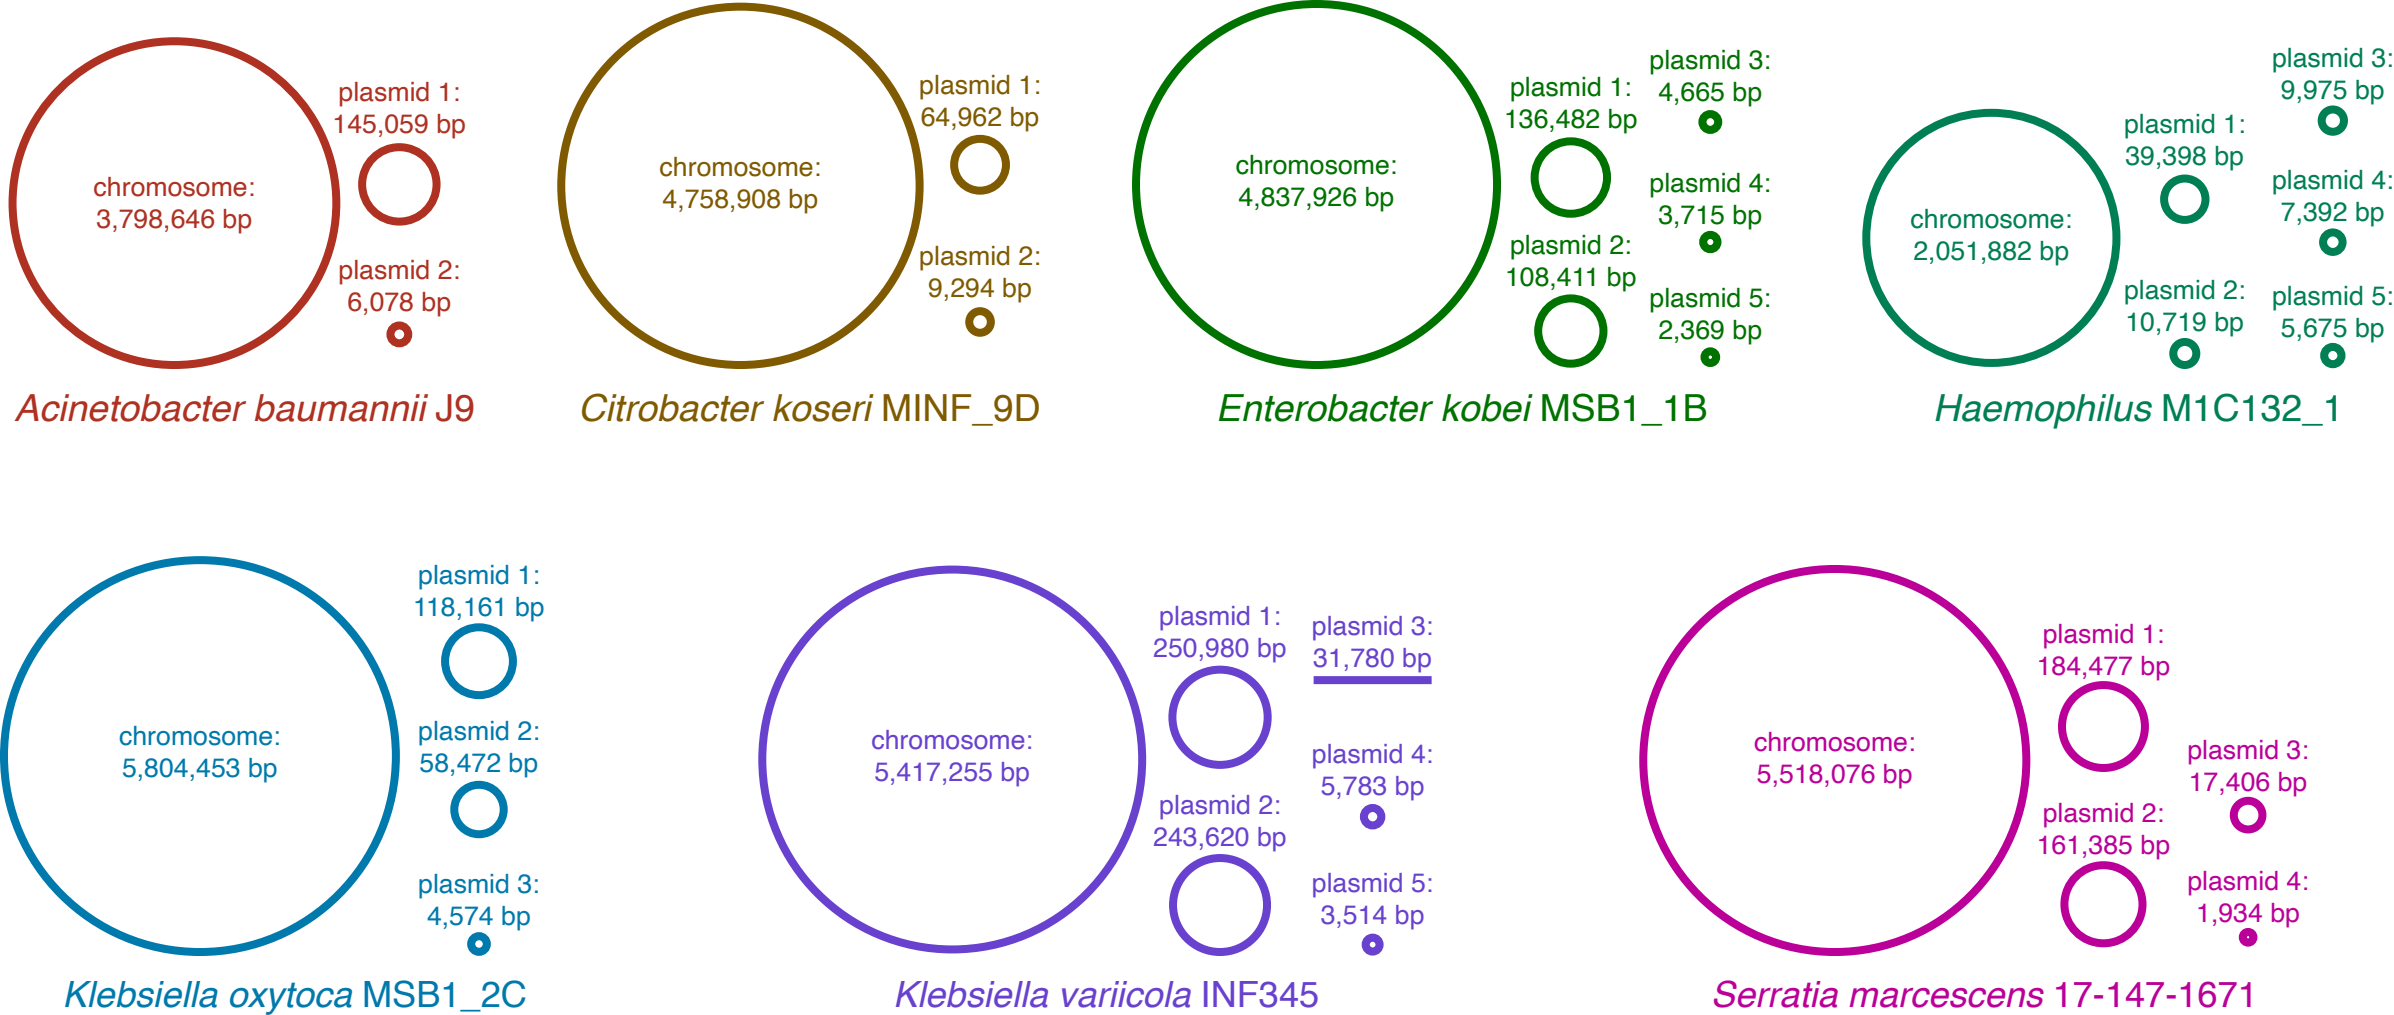 chromosome:
3,798,646 bp
plasmid 1:
145,059 bp
plasmid 2:
6,078 bp
Acinetobacter baumannii J9
chromosome:
4,758,908 bp
plasmid 1:
64,962 bp
plasmid 2:
9,294 bp
Citrobacter koseri MINF_9D
chromosome:
4,837,926 bp
plasmid 1:
136,482 bp
plasmid 2:
108,411 bp
plasmid 3:
4,665 bp
plasmid 4:
3,715 bp
plasmid 5:
2,369 bp
Enterobacter kobei MSB1_1B
chromosome:
2,051,882 bp
plasmid 1:
39,398 bp
plasmid 2:
10,719 bp
plasmid 3:
9,975 bp
plasmid 4:
7,392 bp
plasmid 5:
5,675 bp
Haemophilus M1C132_1
chromosome:
5,804,453 bp
plasmid 1:
118,161 bp
plasmid 2:
58,472 bp
plasmid 3:
4,574 bp
Klebsiella oxytoca MSB1_2C
chromosome:
5,417,255 bp
plasmid 1:
250,980 bp
plasmid 2:
243,620 bp
plasmid 3:
31,780 bp
plasmid 4:
5,783 bp
plasmid 5:
3,514 bp
Klebsiella variicola INF345
chromosome:
5,518,076 bp
plasmid 1:
184,477 bp
plasmid 2:
161,385 bp
plasmid 3:
17,406 bp
plasmid 4:
1,934 bp
Serratia marcescens 17-147-1671